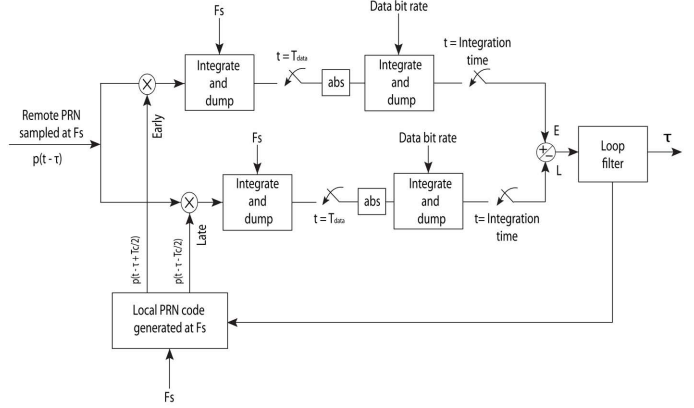 Fs
Data bit rate
t = Integration
time
t = Tdata
Integrate
and
dump
abs
Integrate
and
dump
Remote PRN
sampled at Fs
p(t - τ)
Early
E
τ
Fs
Data bit rate
+
−
L
Loop
filter
Integrate
and
dump
t = Tdata
abs
Integrate
and
dump
t= Integration
time
Late
p(t - τ + Tc/2)
p(t - τ - Tc/2)
Local PRN code
generated at Fs
Fs